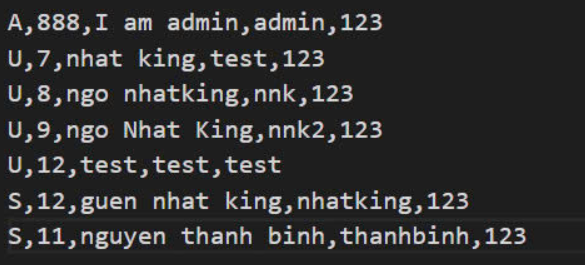 A,888,I am admin,admin,123
U,7,nhat king,test,123
U,8,ngo nhatking,nnk,123
U,9,ngo Nhat King,nnk2,123
U,12,test,test,test
S,12,guen nhat king,nhatking,123
S,11,nguyen thanh binh,thanhbinh,123